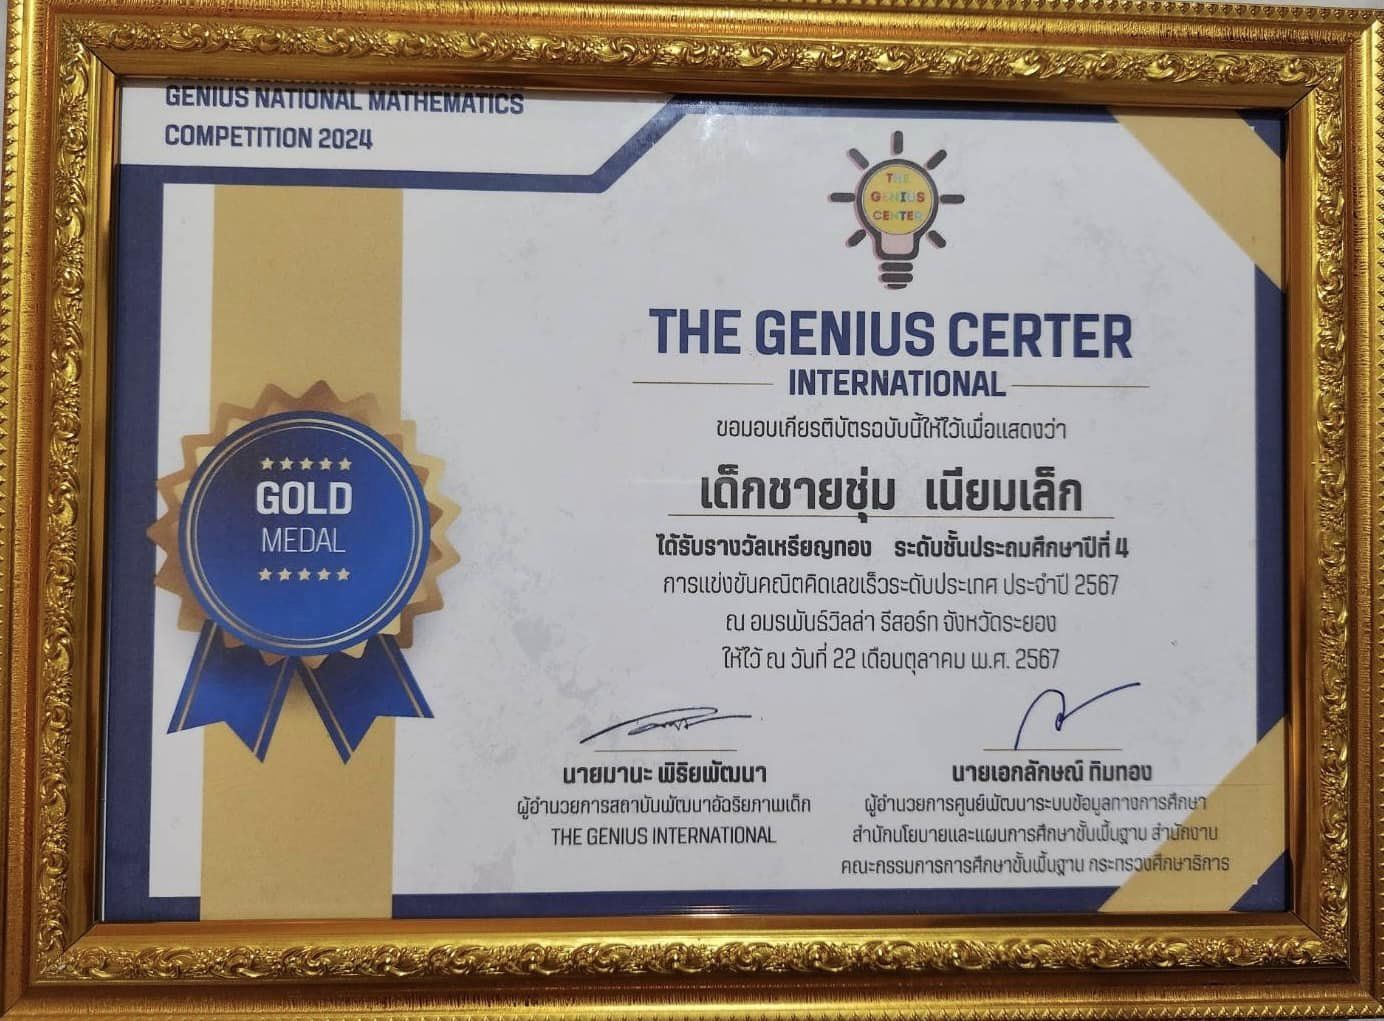 GENIUS NATIONAL MATHEMATICS
COMPETITION 2024
THE
GENIUS
CENTER
THE GENIUS CERTER
INTERNATIONAL
ขอมอบเกียรติบัตรฉบับนี้ให้ไว้เพื่อแสดงว่า
เด็กชายชุ่ม เนียมเล็ก
ได้รับรางวัลเหรียญทอง ระดับชั้นประถมศึกษาปีที่ 4
การแข่งขันคณิตคิดเลขเร็วระดับประเทศ ประจำปี 2567
ณ อมรพันธ์วิลล่า รีสอร์ท จังหวัดระยอง
ให้ไว้ ณ วันที่ 22 เดือนตุลาคม พ.ศ. 2567
GOLD
MEDAL
นายมานะ พิริยพัฒนา
ผู้อำนวยการสถาบันพัฒนาอัจริยภาพเด็ก
THE GENIUS INTERNATIONAL
นายเอกลักษณ์ ทิมทอง
ผู้อำนวยการศูนย์พัฒนาระบบข้อมูลทางการศึกษา
สำนักนโยบายและแผนการศึกษาขั้นพื้นฐาน สำนักงาน
คณะกรรมการการศึกษาขั้นพื้นฐาน กระทรวงศึกษาธิการ